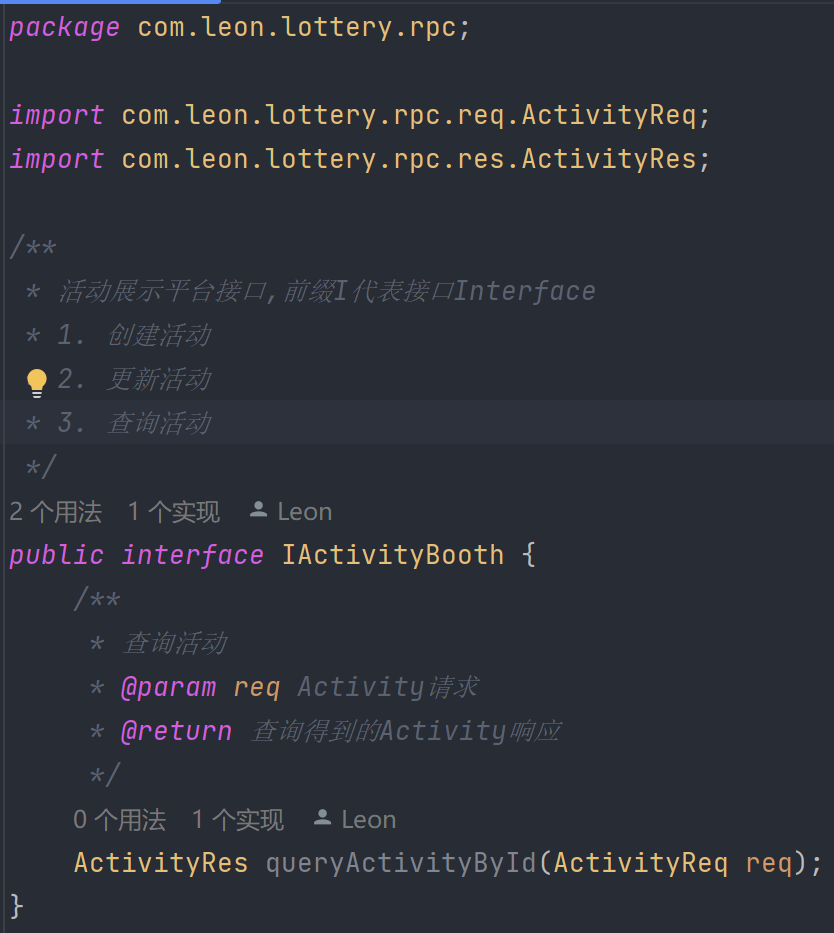 package com.leon.lottery.rpc;
import com.leon.lottery.rpc.req.ActivityReq;
import com.leon.lottery.rpc.res.ActivityRes;
/**
* 活动展示平台接口,前缀I代表接口Interface
* 1. 创建活动
2. 更新活动
* 3. 查询活动
*/
2 个用法 1 个实现 Leon
public interface IActivityBooth {
/**
* 查询活动
* @param req Activity请求
* @return 查询得到的Activity响应
*/
0 个用法 1 个实现 Leon
ActivityRes queryActivityById(ActivityReq req);
}